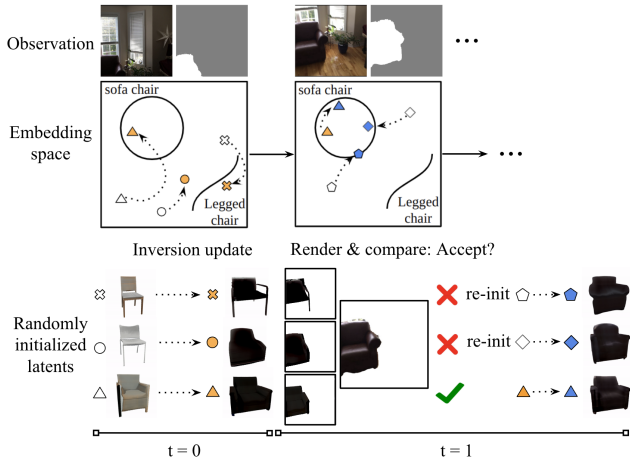 Observation
Embedding
space
sofa chair
Legged
chair
sofa chair
Legged
chair
Inversion update
Render & compare: Accept?
Randomly
initialized
latents
re-init
re-init
t = 0
t = 1